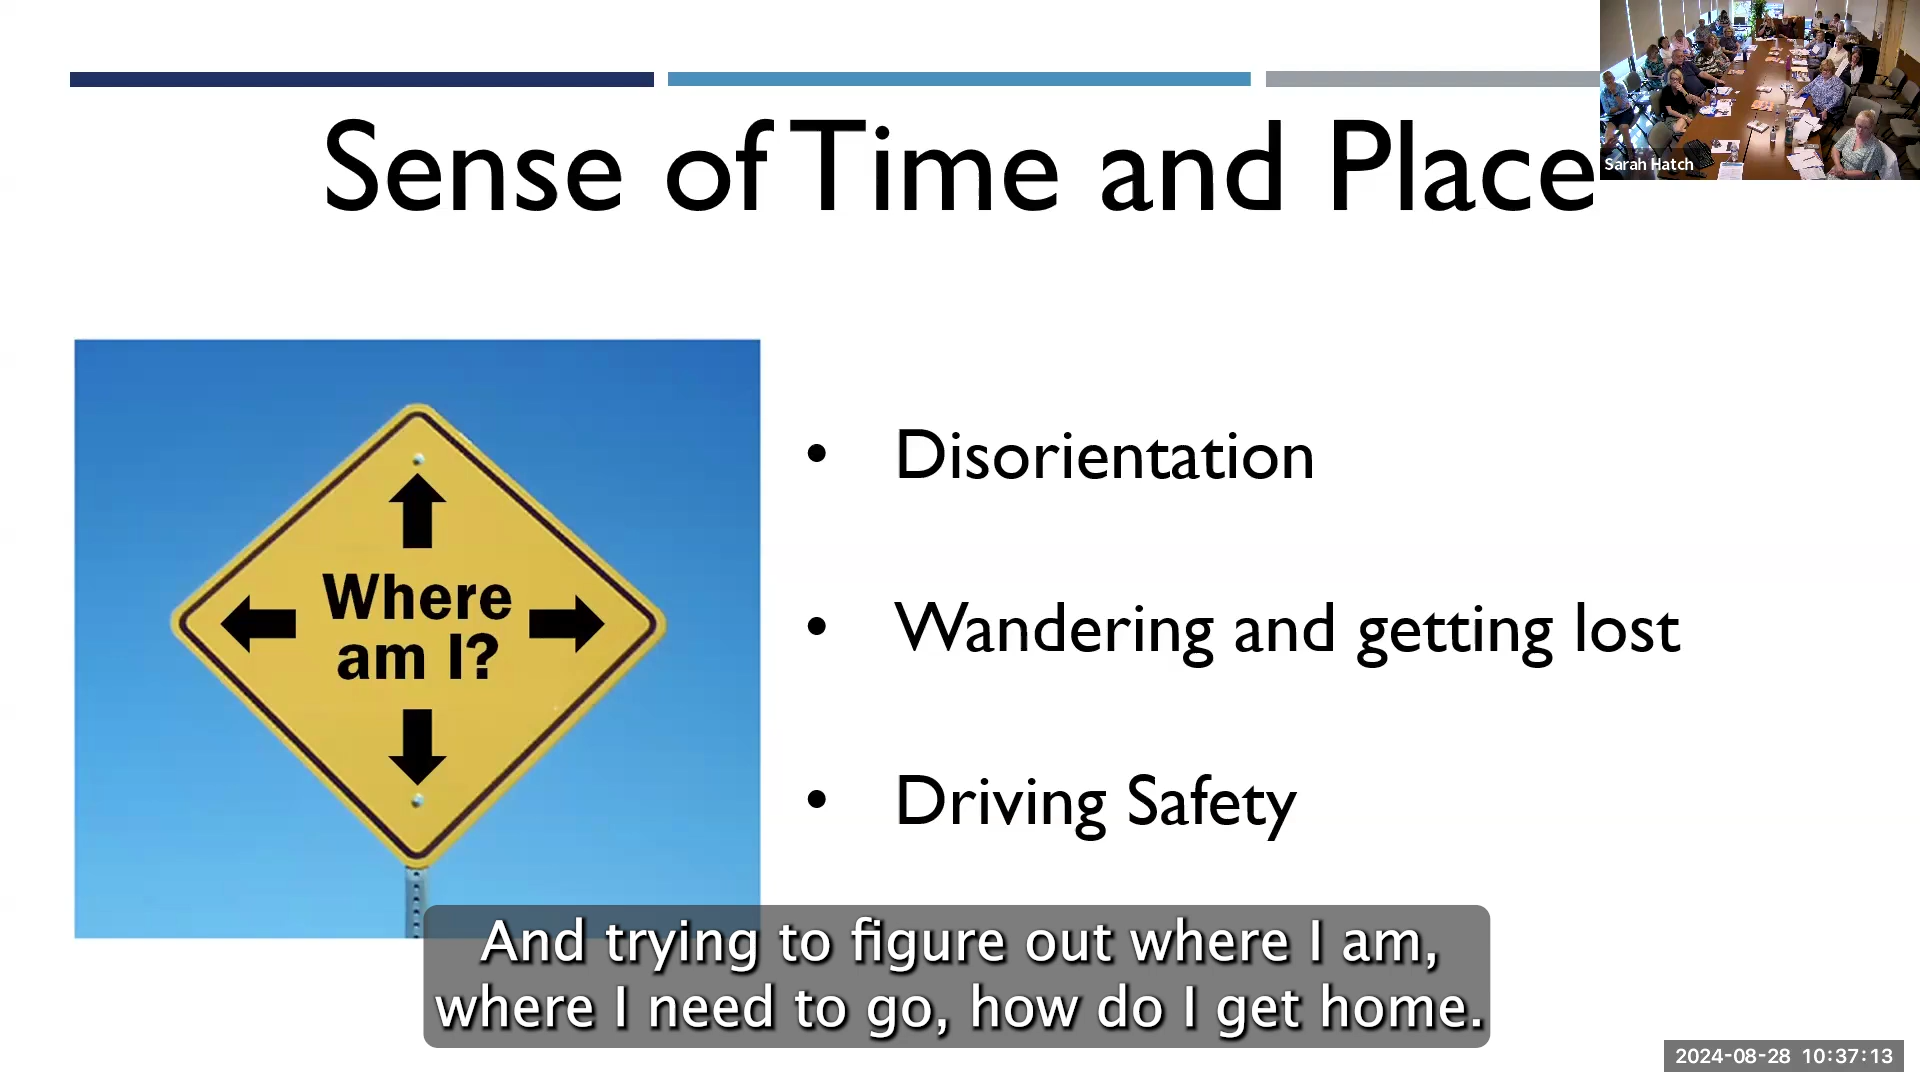 Sense of Time and Place
Sarah Hatch
Where
am I?
• Disorientation
• Wandering and getting lost
• Driving Safety
And trying to figure out where I am,
where I need to go, how do I get home.
2024-08-28 10:37:13